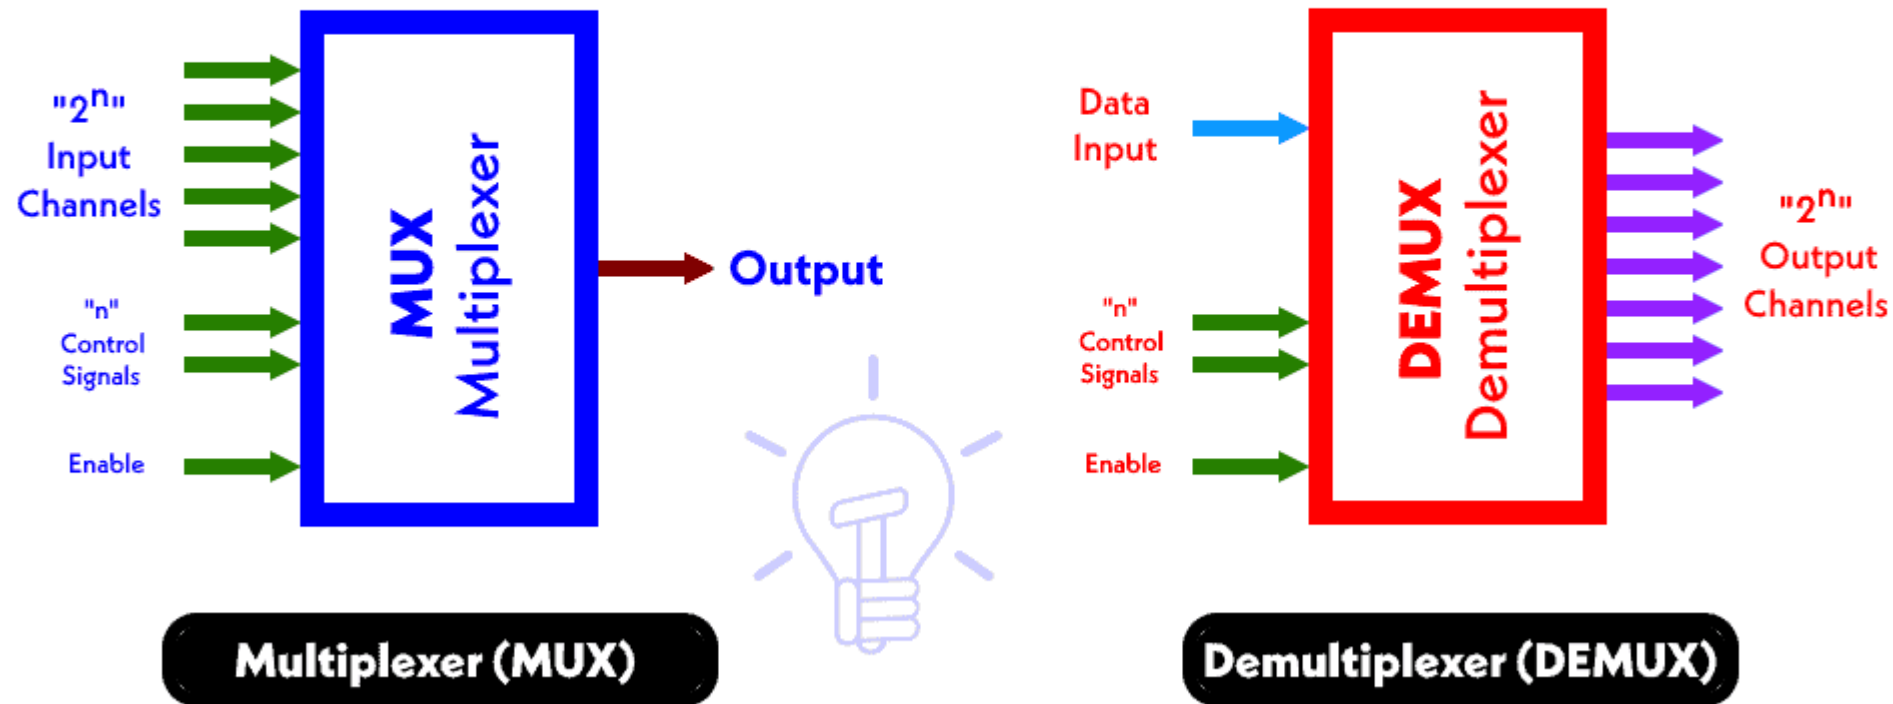 "2ⁿ"
Input
Channels
"n"
Control
Signals
Enable
MUX
Multiplexer
Output
Multiplexer (MUX)
Data
Input
"n"
Control
Signals
Enable
DEMUX
Demultiplexer
"2ⁿ"
Output
Channels
Demultiplexer (DEMUX)